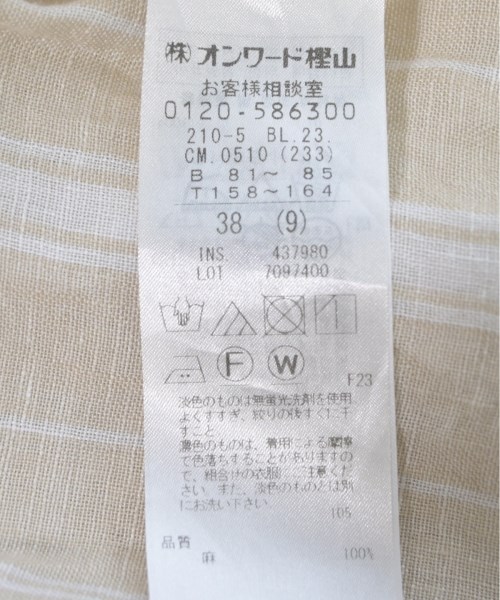 (株)オンワード樫山
お客様相談室
0120-586300
210-5 BL.23.
CM.0510 (233)
B 81～ 85
T158～164
38 (9)
INS. 437980
LOT 7097400
F W
F23
淡色のものは無蛍光洗剤を使用
よくすすぎ、絞りの後すぐに干
すこと
濃色のものは、着用による摩擦
で色落ちすることがありますの
で、組合せの衣服にご注意くださ
い。また、淡色のものとは別
にお洗い下さい。
105
品質
麻 100%